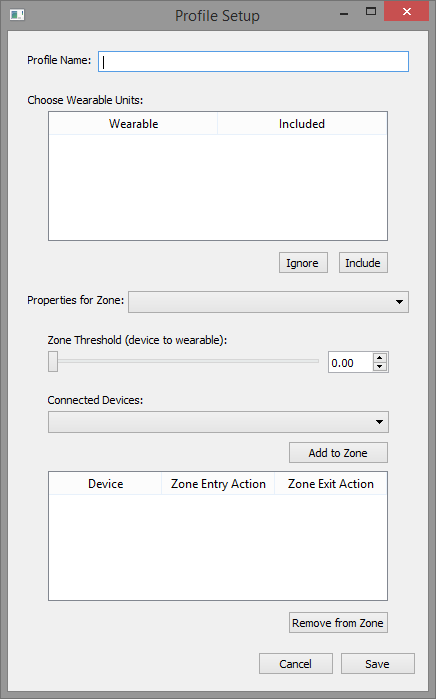 Profile Setup
Profile Name:
Choose Wearable Units:
Wearable Included
Ignore Include
Properties for Zone:
Zone Threshold (device to wearable):
0.00
Connected Devices:
Add to Zone
Device Zone Entry Action Zone Exit Action
Remove from Zone
Cancel Save